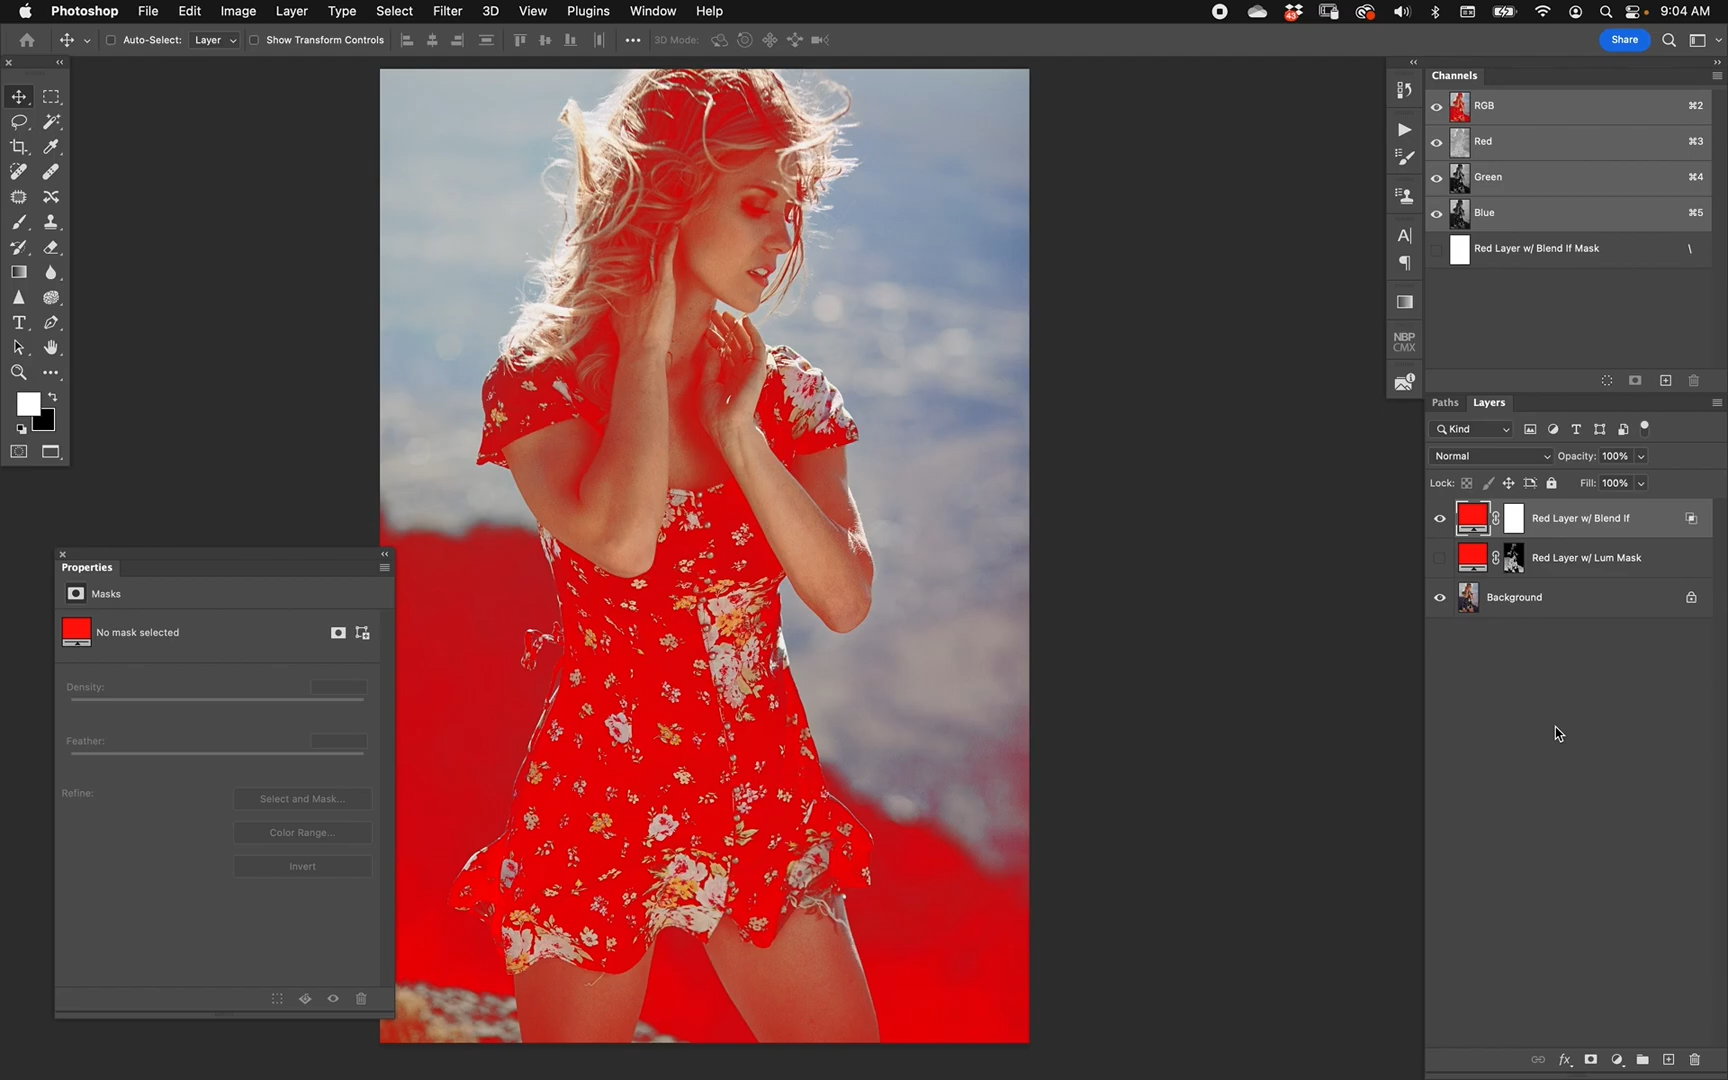 Photoshop File Edit Image Layer Type Select Filter 3D View Plugins Window Help 43 9:04 AM
Auto-Select: Layer Show Transform Controls 3D Mode: Share
Channels
RGB ⌘2
Red ⌘3
Green ⌘4
Blue ⌘5
Red Layer w/ Blend If Mask \
NBP
CMX
Paths Layers
Kind
Normal Opacity: 100%
Lock: Fill: 100%
Red Layer w/ Blend If
Red Layer w/ Lum Mask
Background
Properties
Masks
No mask selected
Density:
Feather:
Refine: Select and Mask...
Color Range...
Invert
fx